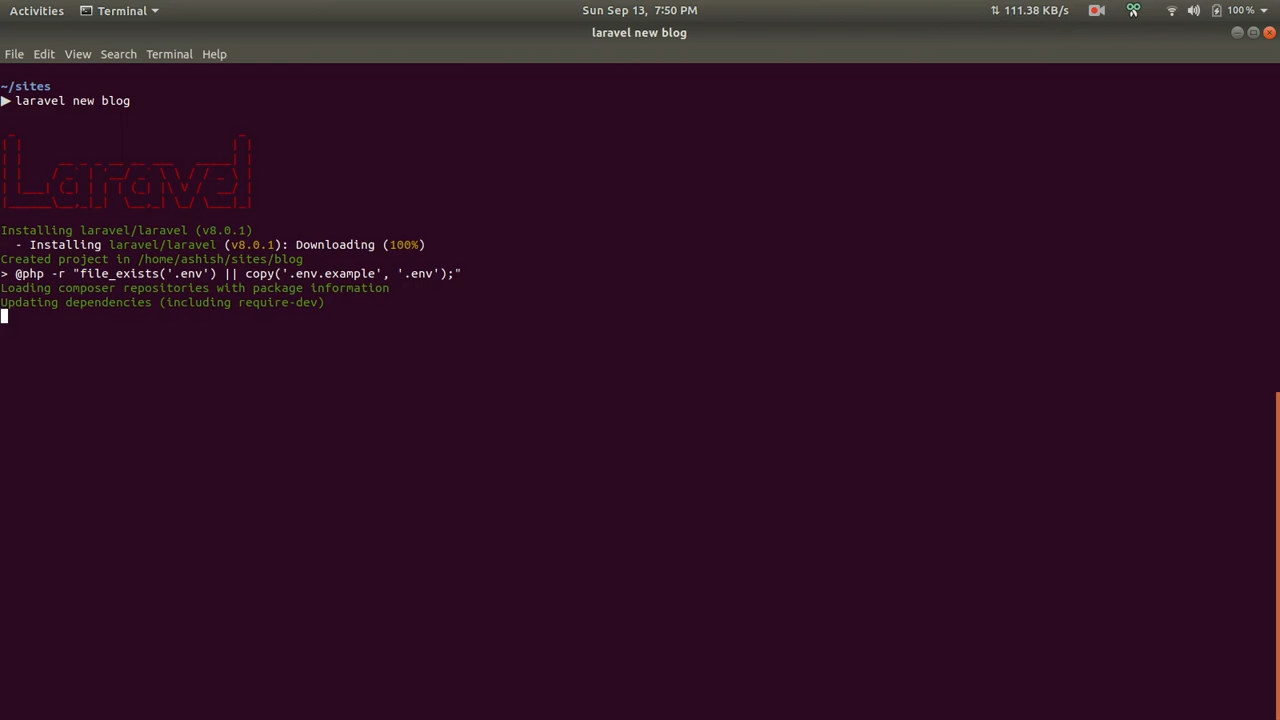 Activities Terminal Sun Sep 13, 7:50 PM 111.38 KB/s 100%
laravel new blog
File Edit View Search Terminal Help
~/sites
▶ laravel new blog
Laravel
Installing laravel/laravel (v8.0.1)
- Installing laravel/laravel (v8.0.1): Downloading (100%)
Created project in /home/ashish/sites/blog
> @php -r "file_exists('.env') || copy('.env.example', '.env');"
Loading composer repositories with package information
Updating dependencies (including require-dev)